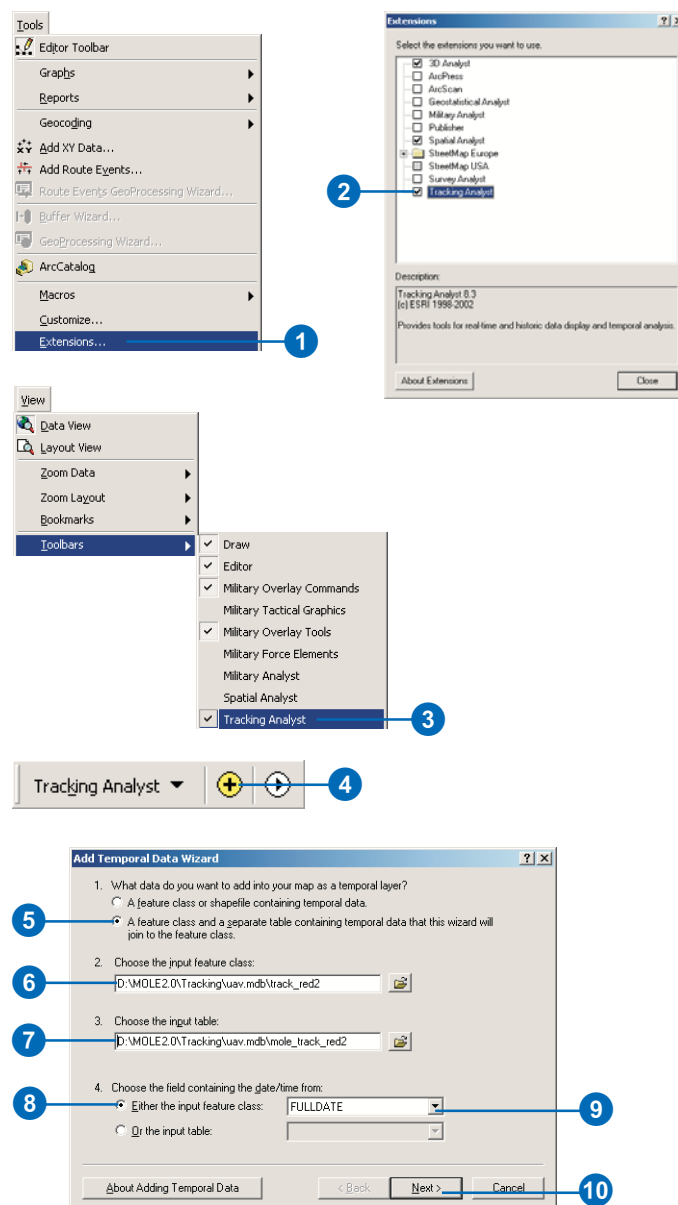 Tools
Editor Toolbar
Graphs
Reports
Geocoding
Add XY Data...
Add Route Events...
Route Events GeoProcessing Wizard...
Buffer Wizard...
GeoProcessing Wizard...
ArcCatalog
Macros
Customize...
Extensions...
1
Extensions
Select the extensions you want to use.
3D Analyst
ArcPress
ArcScan
Geostatistical Analyst
Military Analyst
Publisher
Spatial Analyst
StreetMap Europe
StreetMap USA
Survey Analyst
Tracking Analyst
2
Description:
Tracking Analyst 8.3
(c) ESRI 1998-2002
Provides tools for real-time and historic data display and temporal analysis.
About Extensions
Close
View
Data View
Layout View
Zoom Data
Zoom Layout
Bookmarks
Toolbars
Draw
Editor
Military Overlay Commands
Military Tactical Graphics
Military Overlay Tools
Military Force Elements
Military Analyst
Spatial Analyst
Tracking Analyst
3
Tracking Analyst
4
Add Temporal Data Wizard
1. What data do you want to add into your map as a temporal layer?
A feature class or shapefile containing temporal data.
5
A feature class and a separate table containing temporal data that this wizard will
join to the feature class.
2. Choose the input feature class:
6
D:\MOLE2.0\Tracking\uav.mdb\track_red2
3. Choose the input table:
7
D:\MOLE2.0\Tracking\uav.mdb\mole_track_red2
4. Choose the field containing the date/time from:
8
Either the input feature class: FULLDATE
9
Or the input table:
About Adding Temporal Data
< Back
Next >
Cancel
10